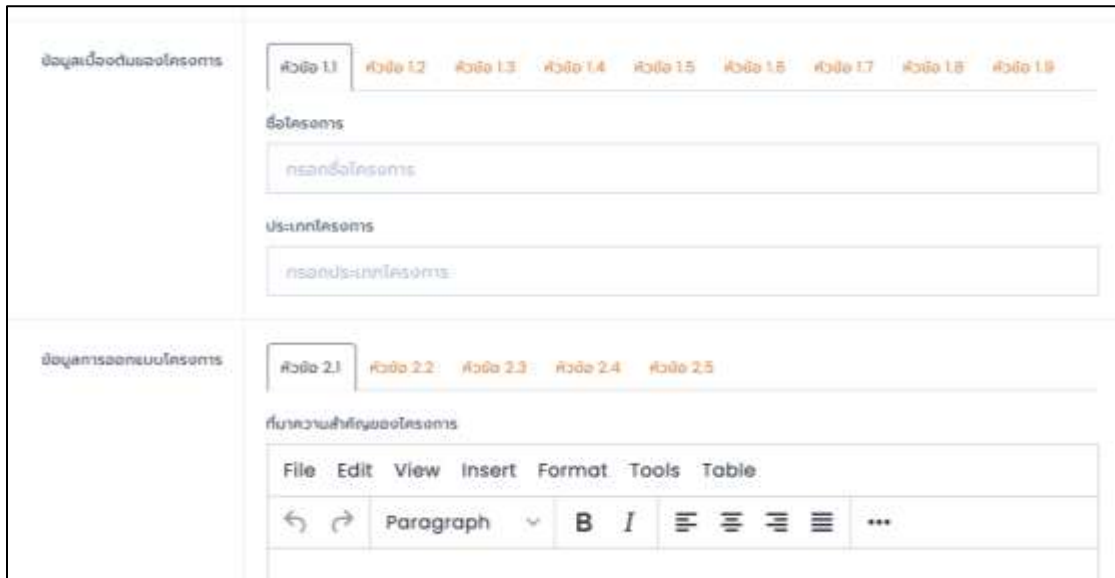 ข้อมูลเบื้องต้นของโครงการ
หัวข้อ 1.1 หัวข้อ 1.2 หัวข้อ 1.3 หัวข้อ 1.4 หัวข้อ 1.5 หัวข้อ 1.6 หัวข้อ 1.7 หัวข้อ 1.8 หัวข้อ 1.9
ชื่อโครงการ
กรอกชื่อโครงการ
ประเภทโครงการ
กรอกประเภทโครงการ
ข้อมูลการออกแบบโครงการ
หัวข้อ 2.1 หัวข้อ 2.2 หัวข้อ 2.3 หัวข้อ 2.4 หัวข้อ 2.5
ที่มาความสำคัญของโครงการ
File Edit View Insert Format Tools Table
Paragraph B I